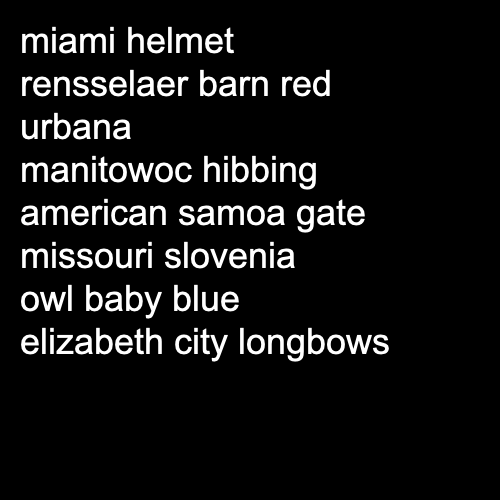 miami helmet
rensselaer barn red
urbana
manitowoc hibbing
american samoa gate
missouri slovenia
owl baby blue
elizabeth city longbows